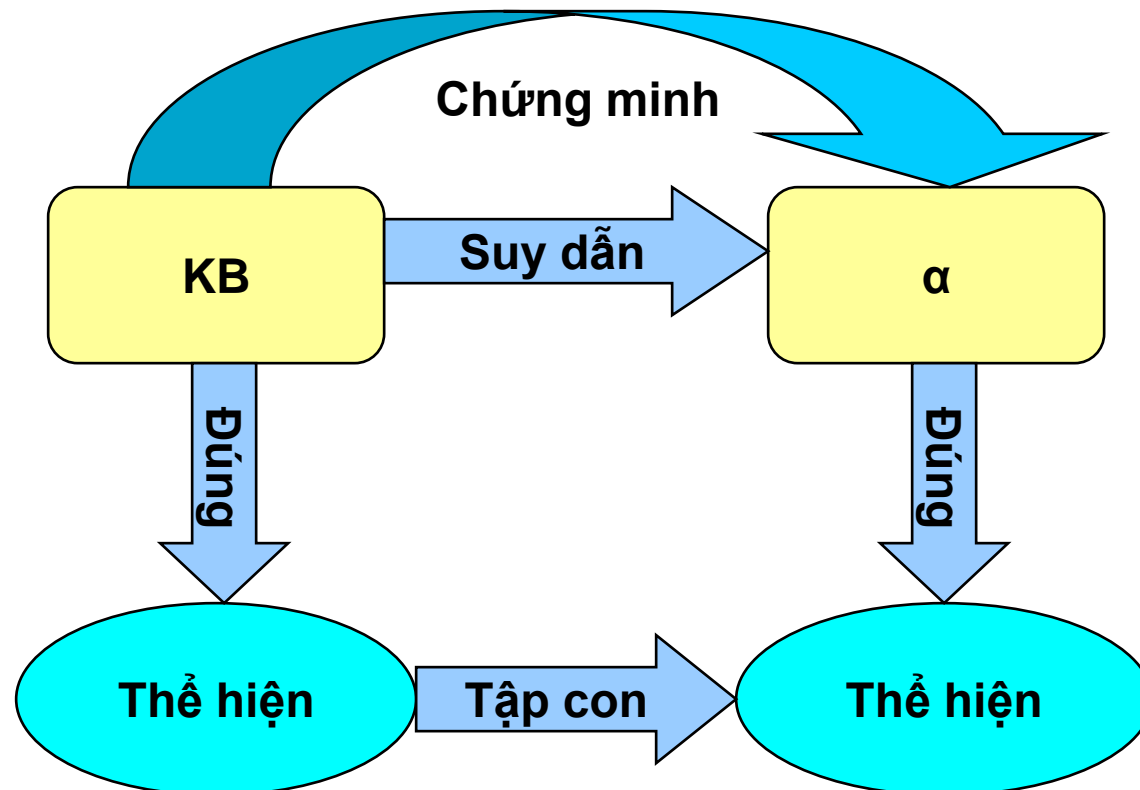 Chứng minh
KB
Suy dẫn
α
Đúng
Đúng
Thể hiện
Tập con
Thể hiện